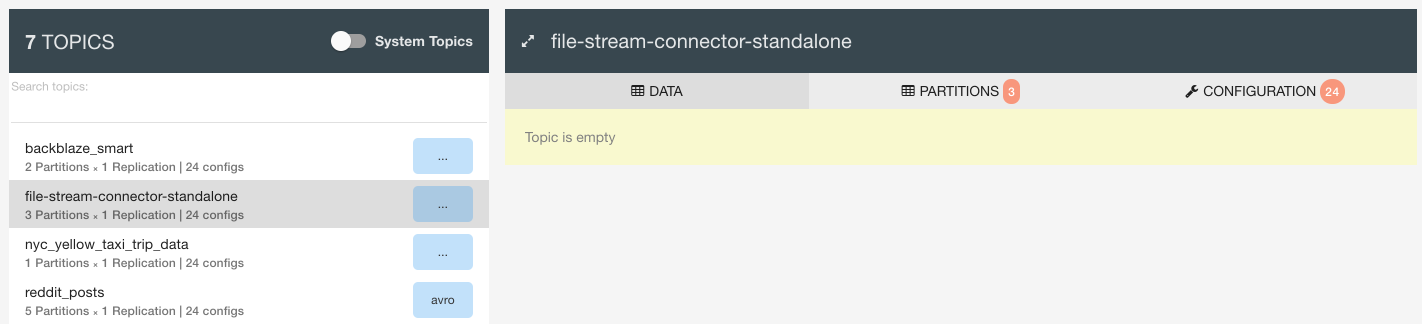 7 TOPICS
System Topics
Search topics:
backblaze_smart
2 Partitions × 1 Replication | 24 configs
...
file-stream-connector-standalone
3 Partitions × 1 Replication | 24 configs
...
nyc_yellow_taxi_trip_data
1 Partitions × 1 Replication | 24 configs
...
reddit_posts
5 Partitions × 1 Replication | 24 configs
avro
file-stream-connector-standalone
DATA
PARTITIONS 3
CONFIGURATION 24
Topic is empty